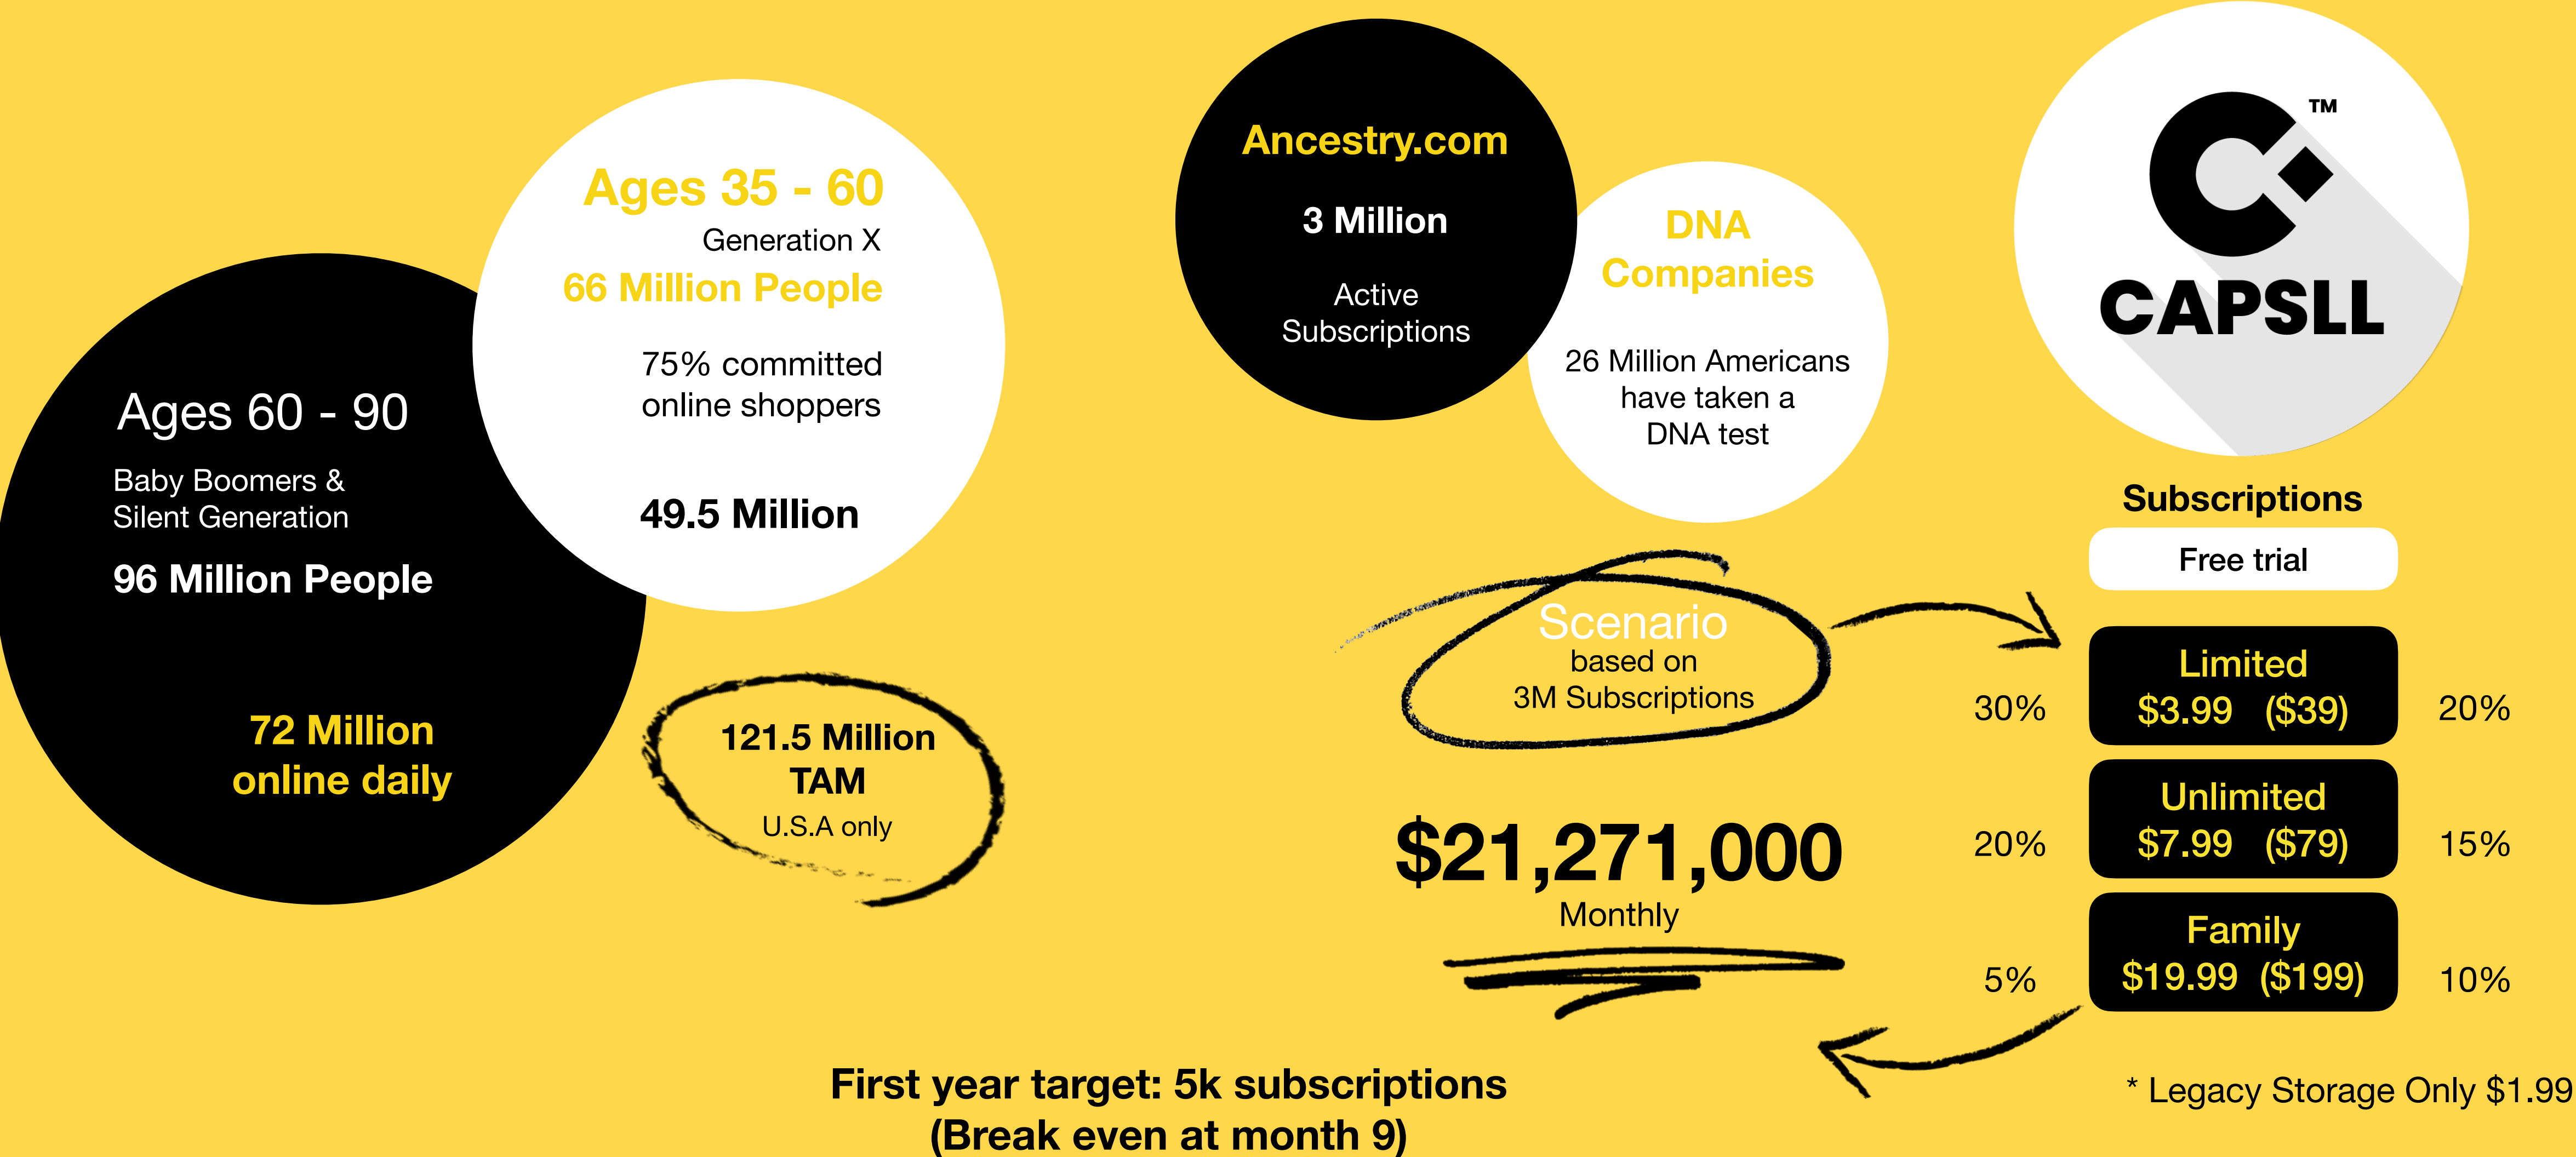 Ages 60 - 90
Baby Boomers &
Silent Generation
96 Million People
72 Million
online daily
Ages 35 - 60
Generation X
66 Million People
75% committed
online shoppers
49.5 Million
121.5 Million
TAM
U.S.A only
Ancestry.com
3 Million
Active
Subscriptions
DNA
Companies
26 Million Americans
have taken a
DNA test
Scenario
based on
3M Subscriptions
$21,271,000
Monthly
TM
CAPSLL
Subscriptions
Free trial
Limited
30% $3.99 ($39) 20%
Unlimited
20% $7.99 ($79) 15%
Family
5% $19.99 ($199) 10%
* Legacy Storage Only $1.99
First year target: 5k subscriptions
(Break even at month 9)